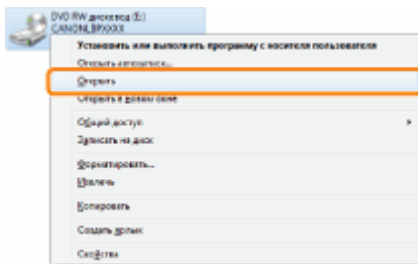 DVD RW дисковод (E:)
CANON_LBPXXXX
Установить или выполнить программу с носителя пользователя
Открыть автозапуск...
Открыть
Открыть в новом окне
Общий доступ
Записать на диск
Форматировать...
Извлечь
Копировать
Создать ярлык
Свойства